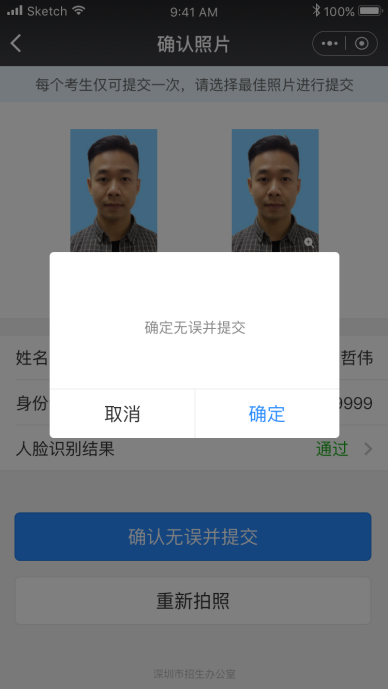 Sketch 9:41 AM 100%
确认照片
每个考生仅可提交一次，请选择最佳照片进行提交
确定无误并提交
取消 确定
姓名 哲伟
身份 9999
人脸识别结果 通过
确认无误并提交
重新拍照
深圳市招生办公室